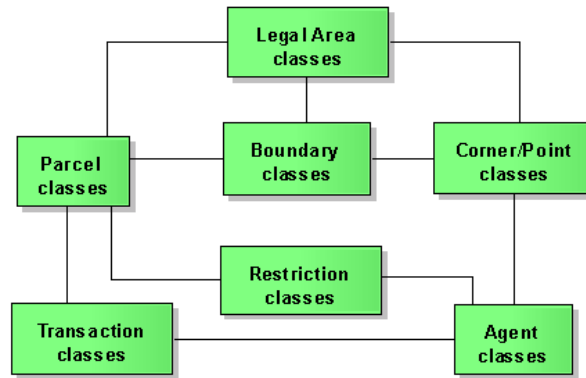 Legal Area
classes
Parcel
classes
Boundary
classes
Corner/Point
classes
Restriction
classes
Transaction
classes
Agent
classes